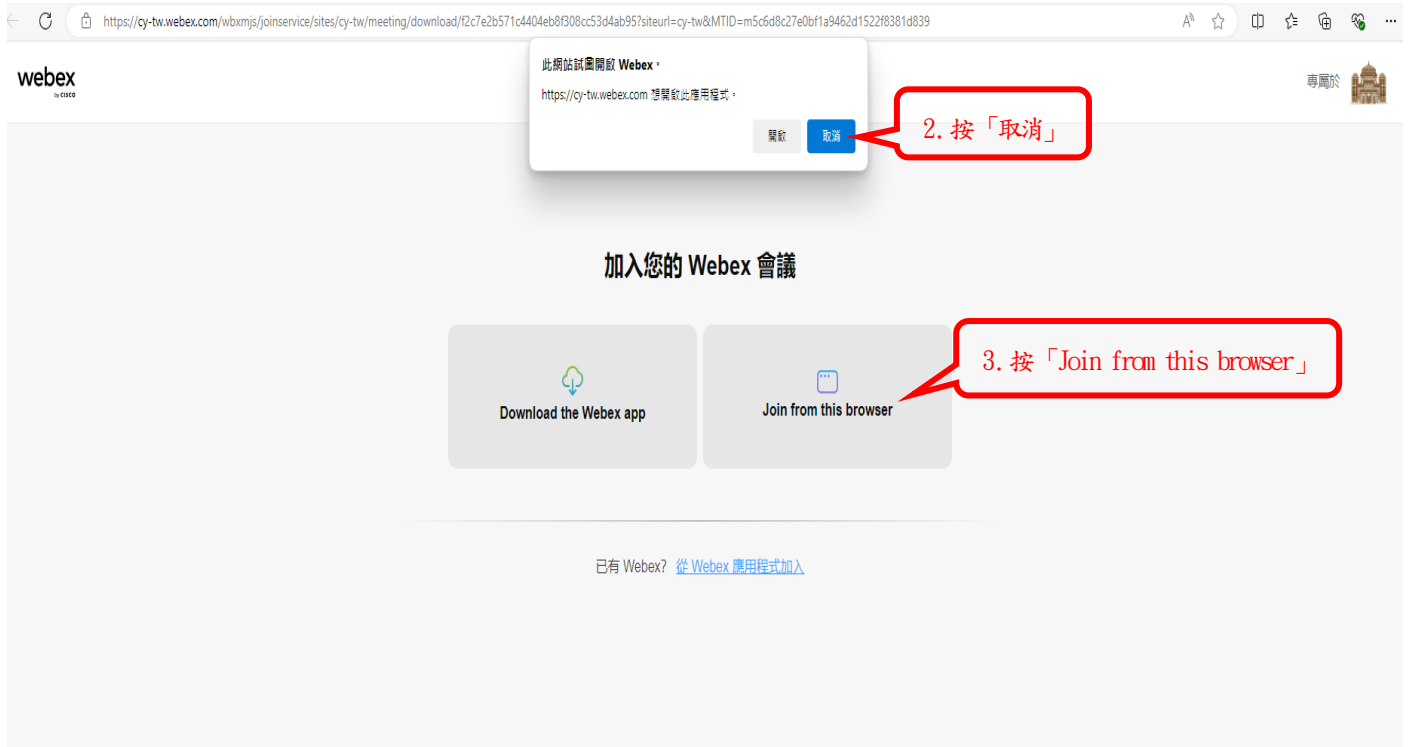 https://cy-tw.webex.com/wbxmjs/joinservice/sites/cy-tw/meeting/download/f2c7e2b571c4404eb8f308cc53d4ab95?siteurl=cy-tw&MTID=m5c6d8c27e0bf1a9462d1522f8381d839
webex
by CISCO
此網站試圖開啟 Webex。
https://cy-tw.webex.com 想開啟此應用程式。
開啟
取消
2. 按「取消」
專屬於
加入您的 Webex 會議
Download the Webex app
Join from this browser
3. 按「Join from this browser」
已有 Webex? 從 Webex 應用程式加入